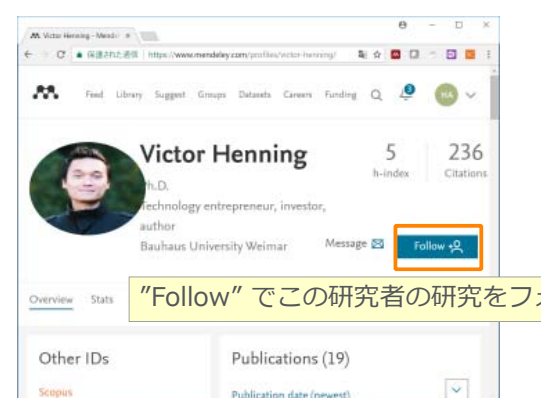 Victor Henning - Mendel
保護された通信 https://www.mendeley.com/profiles/victor-henning/
Feed Library Suggest Groups Datasets Careers Funding
HA
Victor Henning
5
236
h-index
Citations
Ph.D.
Technology entrepreneur, investor,
author
Bauhaus University Weimar
Message
Follow
Overview Stats
”Follow” でこの研究者の研究をフォ
Other IDs
Publications (19)
Scopus
Publication date (newest)